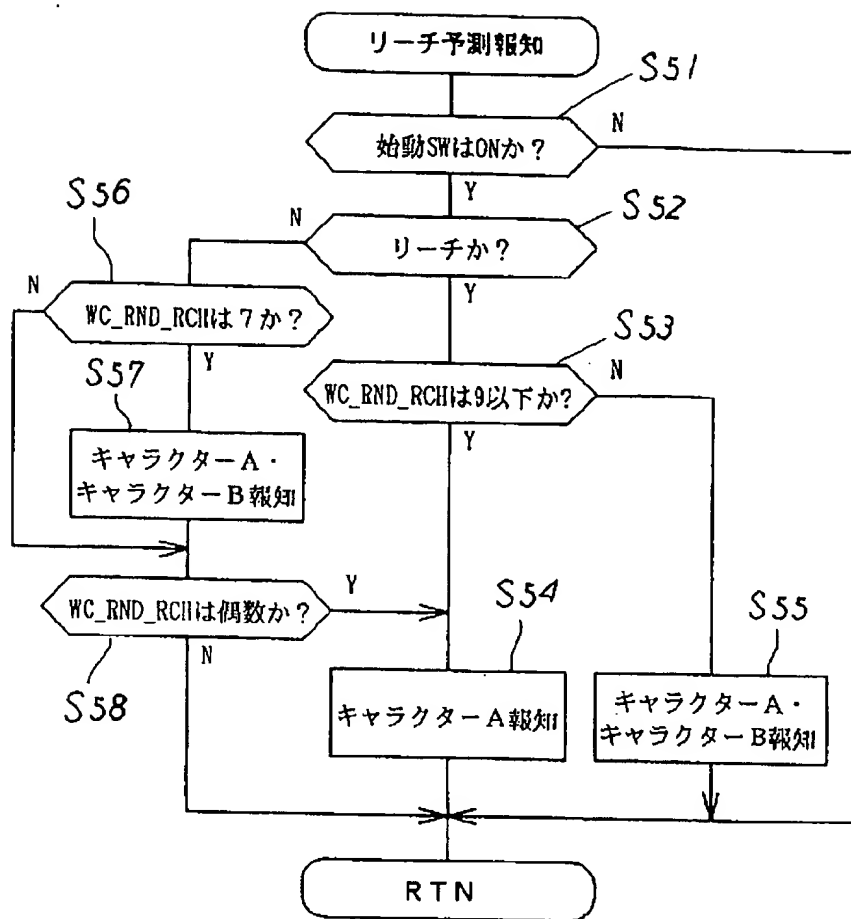 リーチ予測報知
S51
始動SWはONか？
N
Y
S56
S52
N
リーチか？
Y
N
WC_RND_RCHは７か？
Y
S53
S57
WC_RND_RCHは9以下か?
N
Y
キャラクターA・
キャラクターB報知
WC_RND_RCHは偶数か？
Y
N
S58
S54
S55
キャラクターA報知
キャラクターA・
キャラクターB報知
RTN